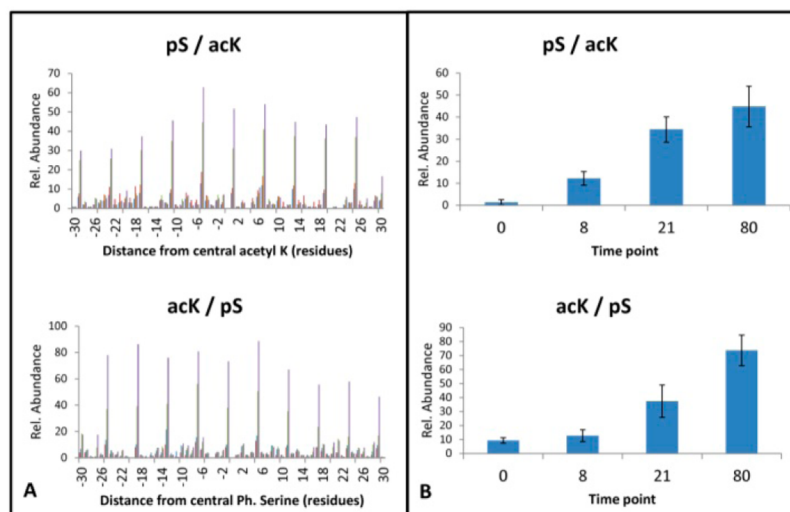 pS / acK
Rel. Abundance
70
60
50
40
30
20
10
0
-30 -26 -22 -18 -14 -10 -6 -2 2 6 10 14 18 22 26 30
Distance from central acetyl K (residues)
acK / pS
Rel. Abundance
100
80
60
40
20
0
-30 -26 -22 -18 -14 -10 -6 -2 2 6 10 14 18 22 26 30
Distance from central Ph. Serine (residues)
A
pS / acK
Rel. Abundance
60
50
40
30
20
10
0
0 8 21 80
Time point
acK / pS
Rel. Abundance
90
80
70
60
50
40
30
20
10
0
0 8 21 80
Time point
B